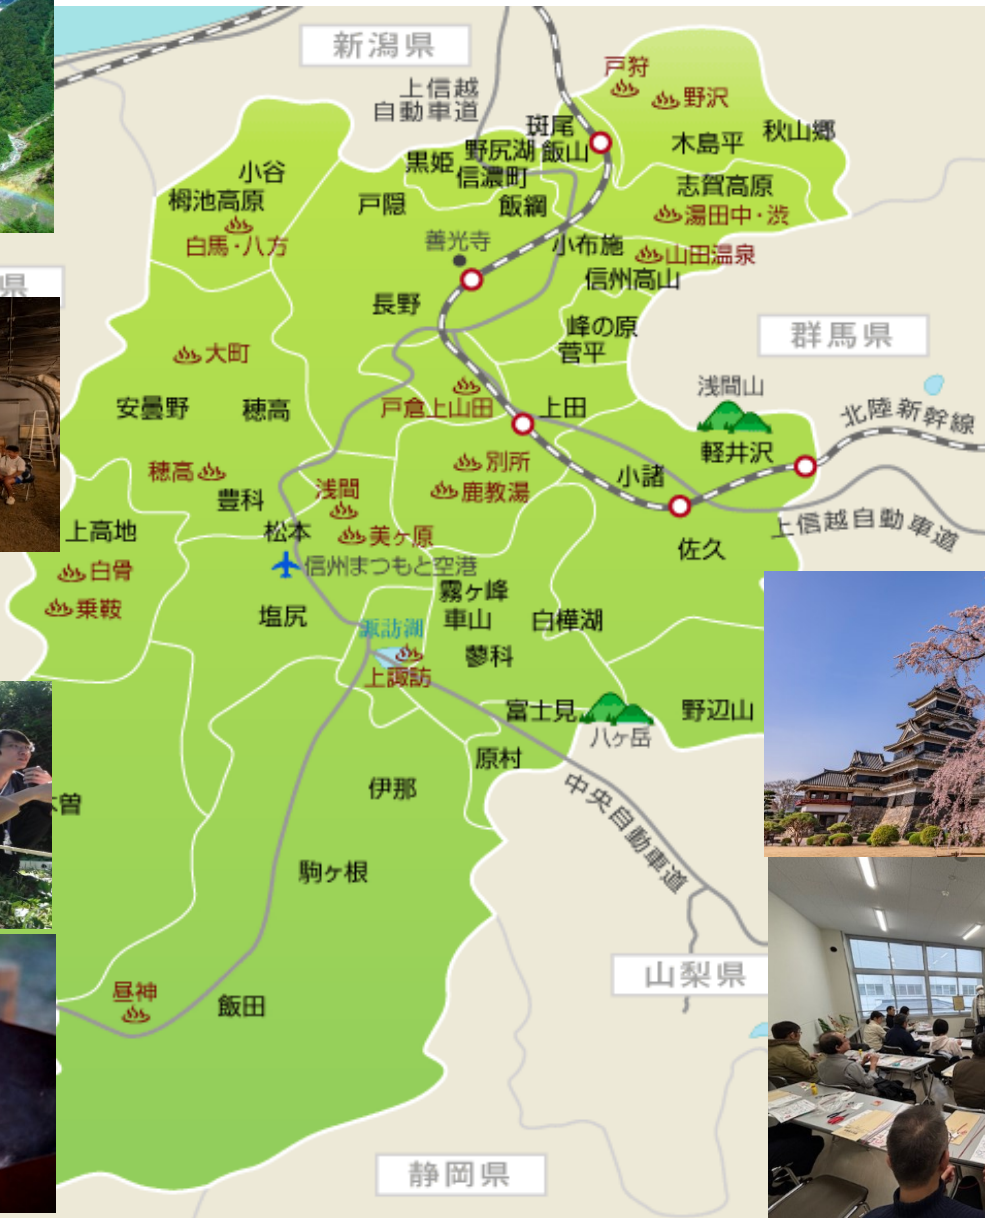 新潟県
戸狩
上信越
自動車道
野沢
斑尾
飯山
秋山郷
木島平
黒姫
野尻湖
信濃町
小谷
栂池高原
白馬・八方
戸隠
飯綱
志賀高原
湯田中・渋
善光寺
小布施
山田温泉
信州高山
県
長野
峰の原
菅平
群馬県
大町
浅間山
安曇野
穂高
戸倉上山田
上田
北陸新幹線
軽井沢
穂高
別所
小諸
豊科
浅間
鹿教湯
上高地
松本
美ヶ原
上信越自動車道
佐久
白骨
信州まつもと空港
乗鞍
霧ヶ峰
塩尻
車山
白樺湖
諏訪湖
蓼科
上諏訪
富士見
野辺山
八ヶ岳
原村
伊那
中央自動車道
曽
駒ヶ根
山梨県
昼神
飯田
静岡県